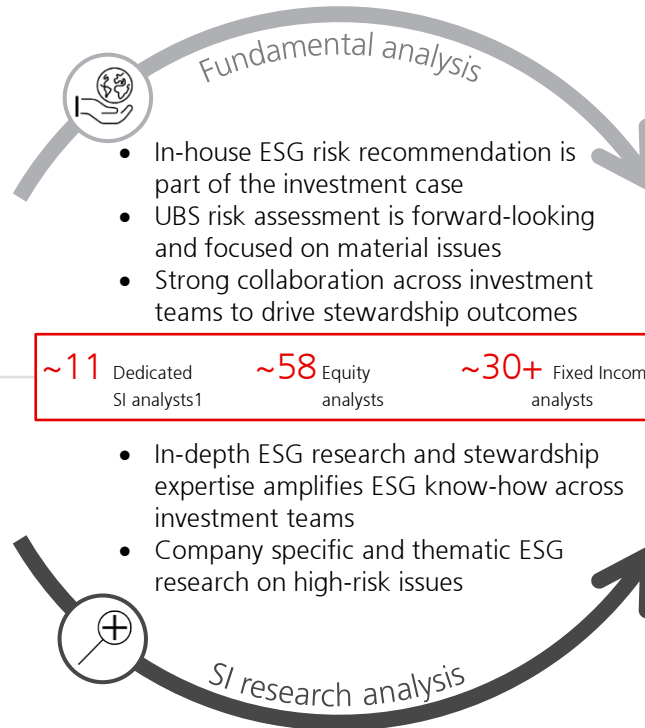 Fundamental analysis
• In-house ESG risk recommendation is
part of the investment case
• UBS risk assessment is forward-looking
and focused on material issues
• Strong collaboration across investment
teams to drive stewardship outcomes
~11 Dedicated
SI analysts1
~58 Equity
analysts
~30+ Fixed Incom
analysts
• In-depth ESG research and stewardship
expertise amplifies ESG know-how across
investment teams
• Company specific and thematic ESG
research on high-risk issues
SI research analysis